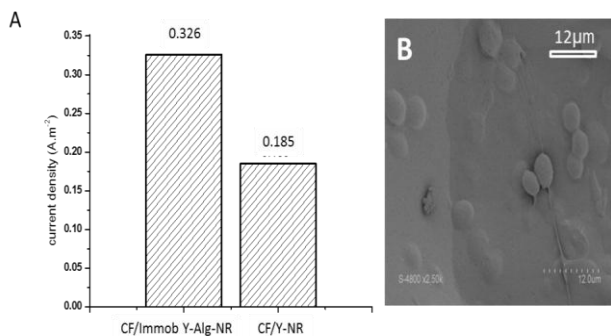 A
0.326
0.185
current density (A.m⁻²)
0.35
0.30
0.25
0.20
0.15
0.10
0.05
0.00
CF/Immob Y-Alg-NR
CF/Y-NR
B
12μm
S-4800 x2.50k
12.0um